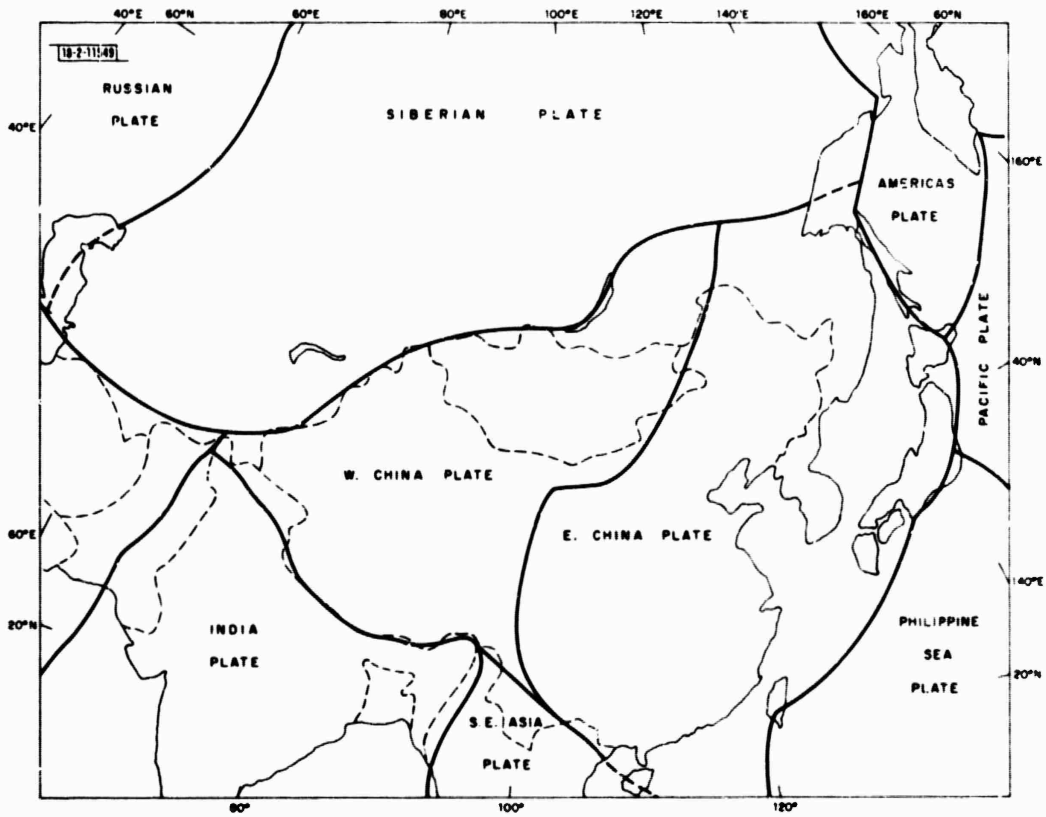 40°E 60°N 60°E 80°E 100°E 120°E 140°E 160°E 60°N
18-2-11549
RUSSIAN
PLATE
SIBERIAN PLATE
40°E
160°E
AMERICAS
PLATE
PACIFIC PLATE
40°N
W. CHINA PLATE
E. CHINA PLATE
60°E
140°E
20°N
INDIA
PLATE
PHILIPPINE
SEA
PLATE
20°N
S.E. ASIA
PLATE
80° 100° 120°